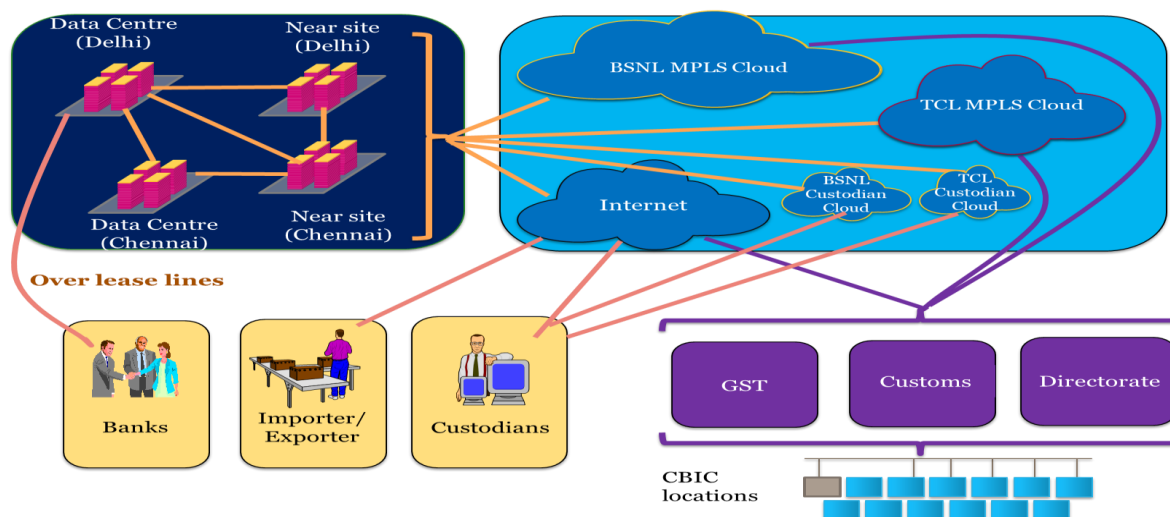 Data Centre
(Delhi)
Near site
(Delhi)
Data Centre
(Chennai)
Near site
(Chennai)
BSNL MPLS Cloud
TCL MPLS Cloud
Internet
BSNL
Custodian
Cloud
TCL
Custodian
Cloud
Over lease lines
Banks
Importer/
Exporter
Custodians
GST
Customs
Directorate
CBIC
locations